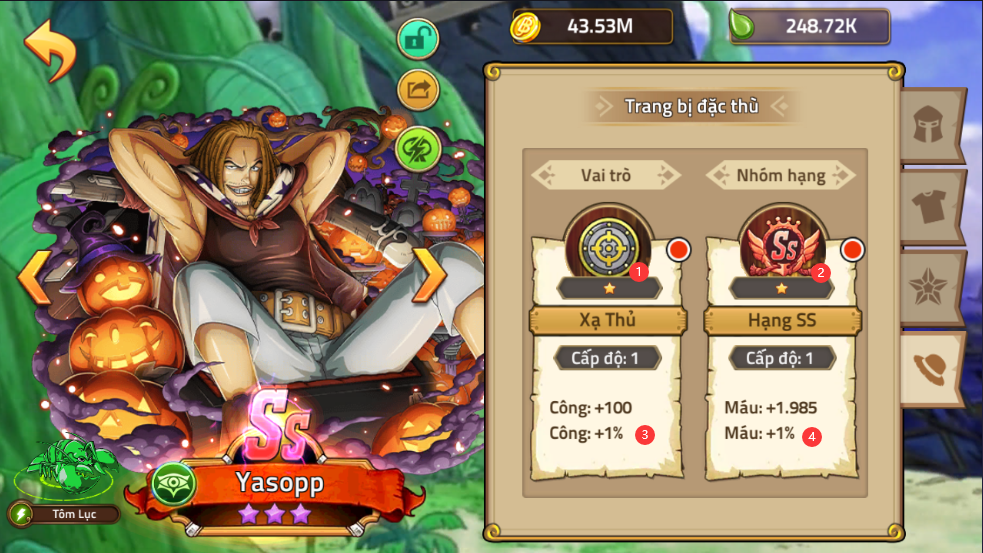 43.53M
248.72K
Trang bị đặc thù
Vai trò
Nhóm hạng
Ss
1
2
Xạ Thủ
Hạng SS
Cấp độ: 1
Cấp độ: 1
Công: +100
Máu: +1.985
Công: +1%
3
Máu: +1%
4
Ss
Yasopp
Tôm Lục